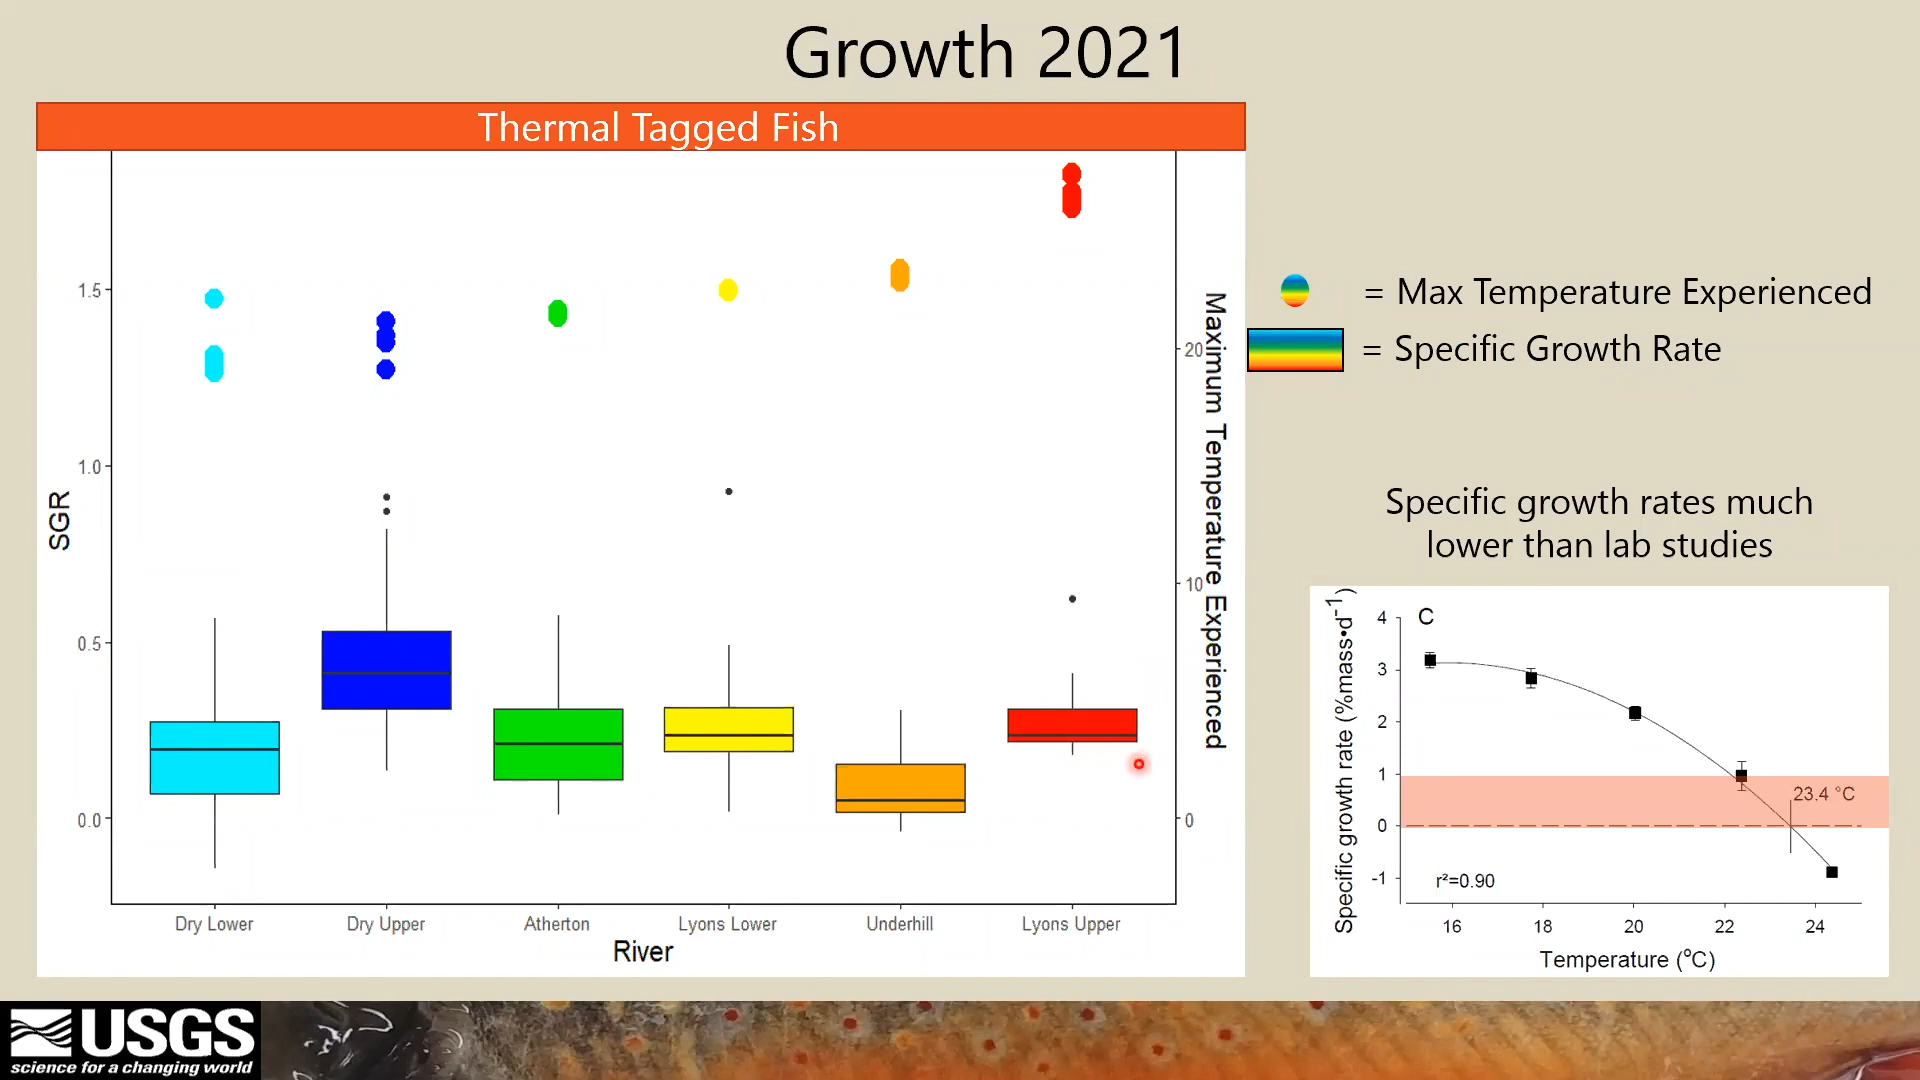 Growth 2021
Thermal Tagged Fish
1.5
1.0
0.5
0.0
SGR
20
10
0
Maximum Temperature Experienced
Dry Lower
Dry Upper
Atherton
Lyons Lower
Underhill
Lyons Upper
River
= Max Temperature Experienced
= Specific Growth Rate
Specific growth rates much
lower than lab studies
C
4
3
2
1
0
-1
Specific growth rate (%mass•d⁻¹)
23.4 °C
r²=0.90
16
18
20
22
24
Temperature (°C)
USGS
science for a changing world